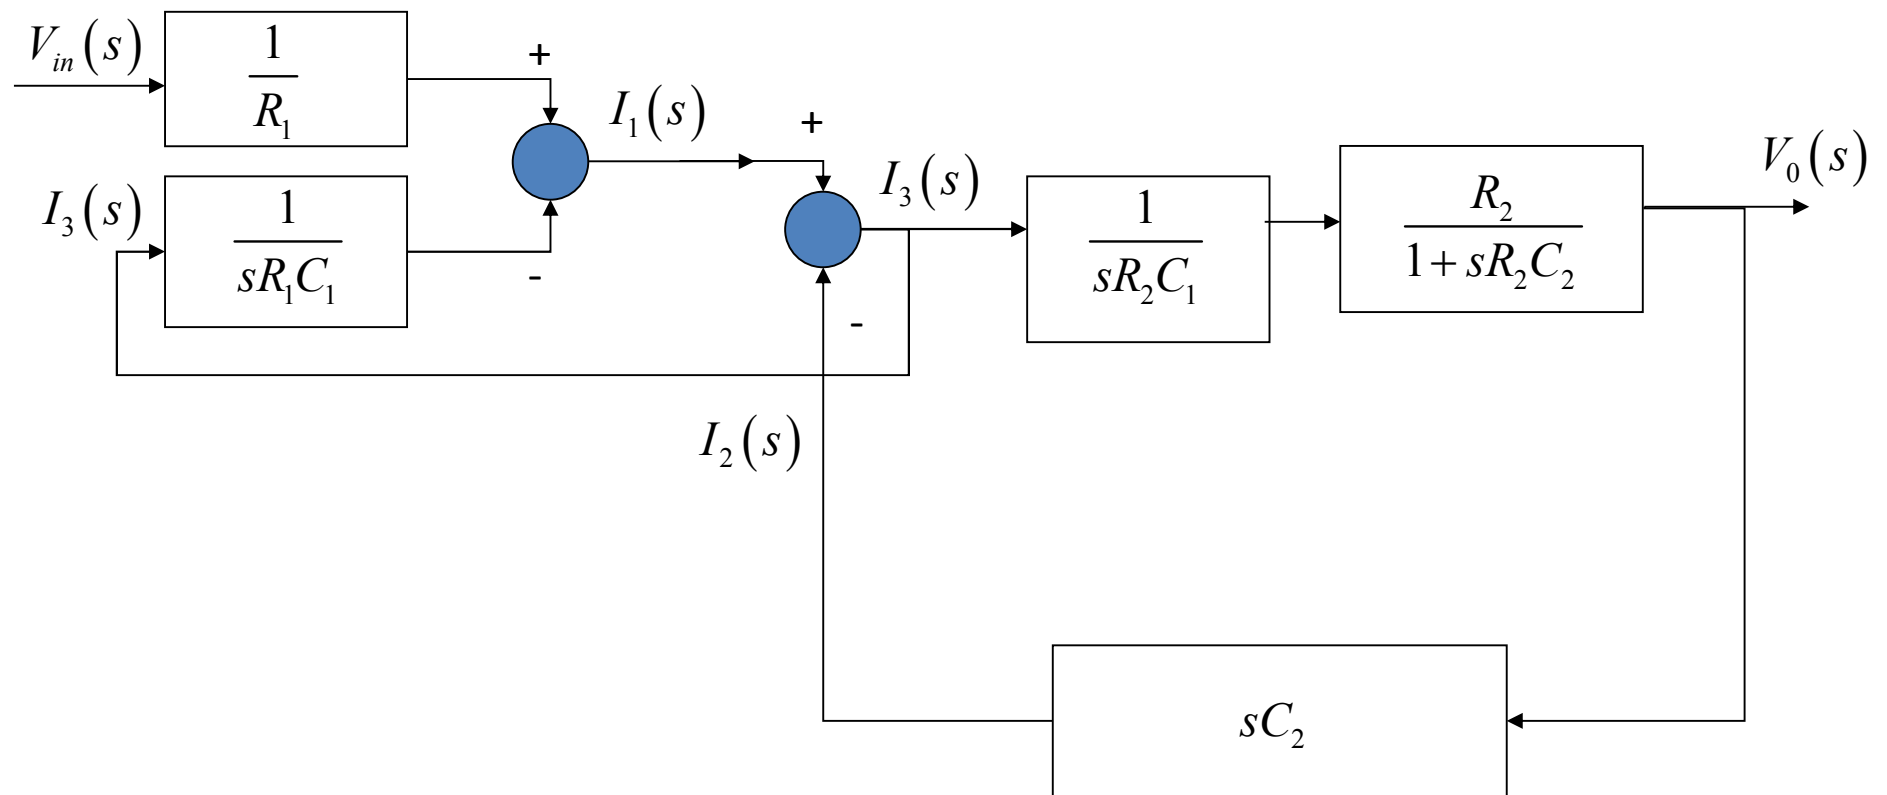 V_in(s)
1/R_1
+
I_1(s)
+
I_3(s)
1/(sR_1C_1)
-
I_3(s)
1/(sR_2C_1)
R_2/(1+sR_2C_2)
V_0(s)
-
I_2(s)
sC_2